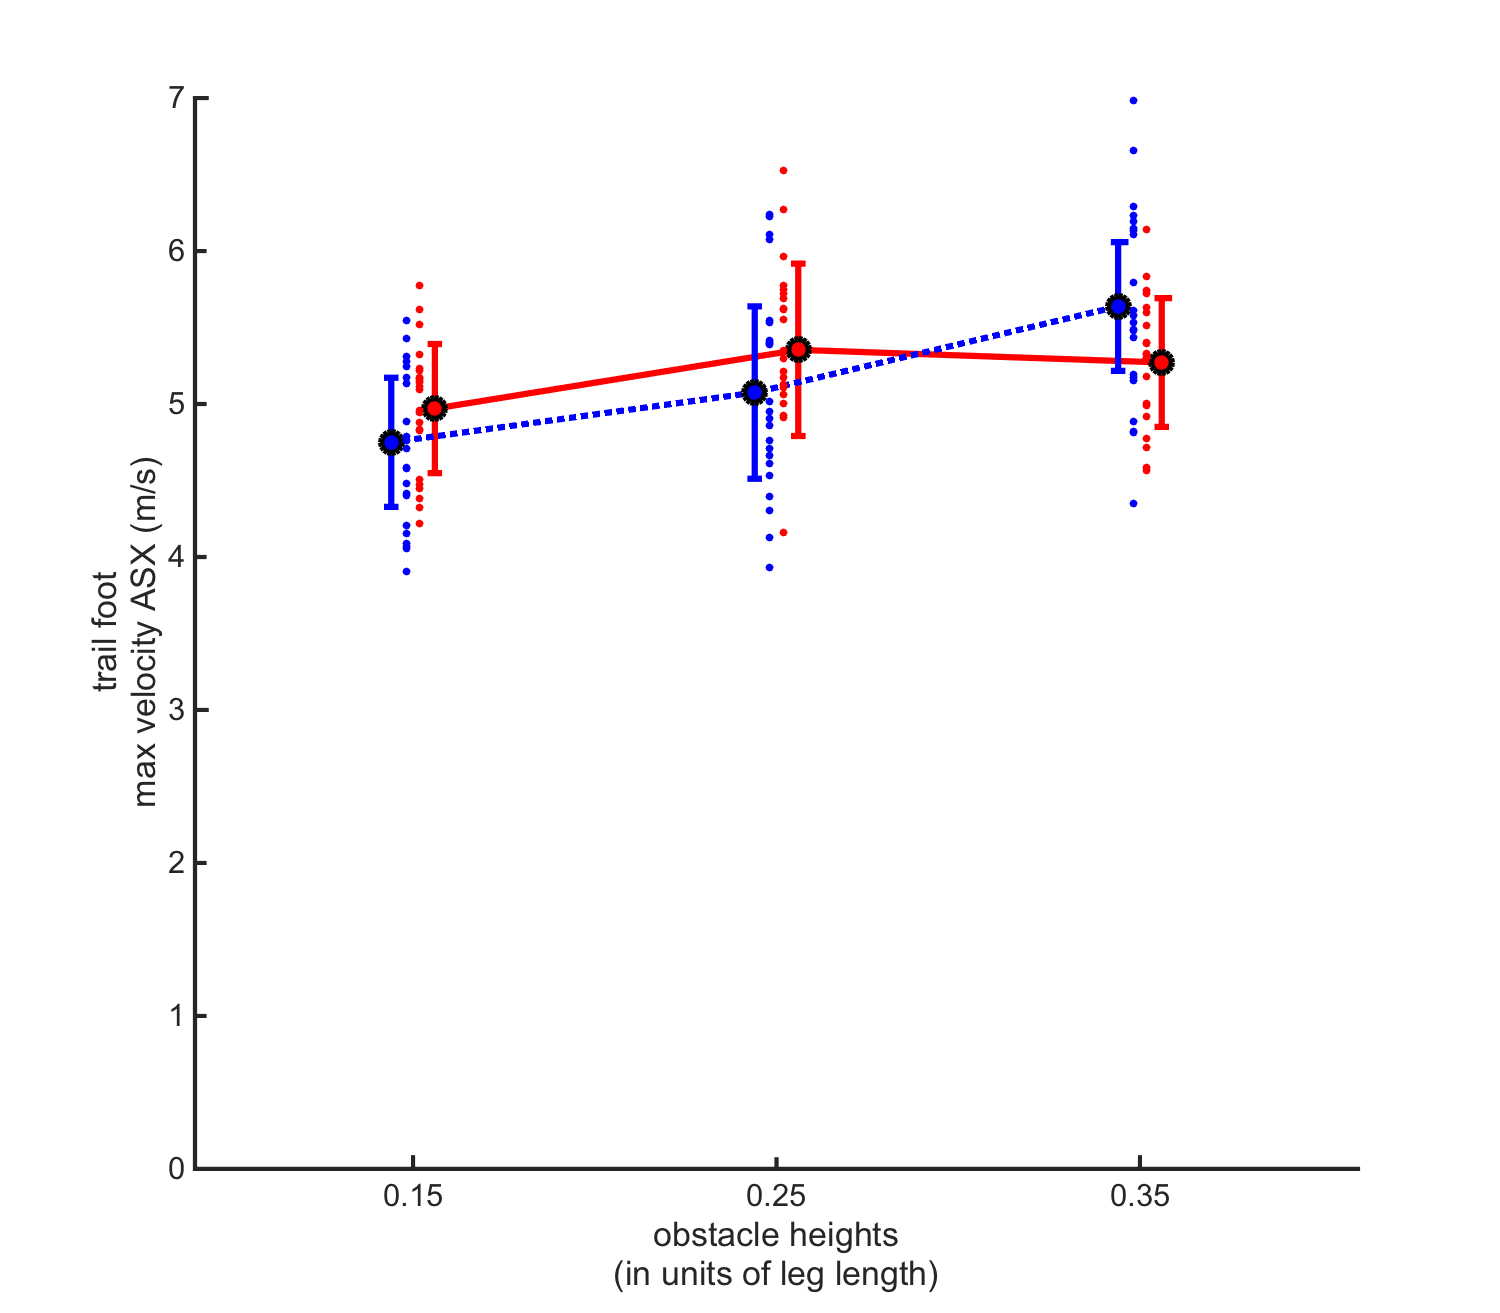 7
6
5
4
3
2
1
0
trail foot
max velocity ASX (m/s)
0.15 0.25 0.35
obstacle heights
(in units of leg length)